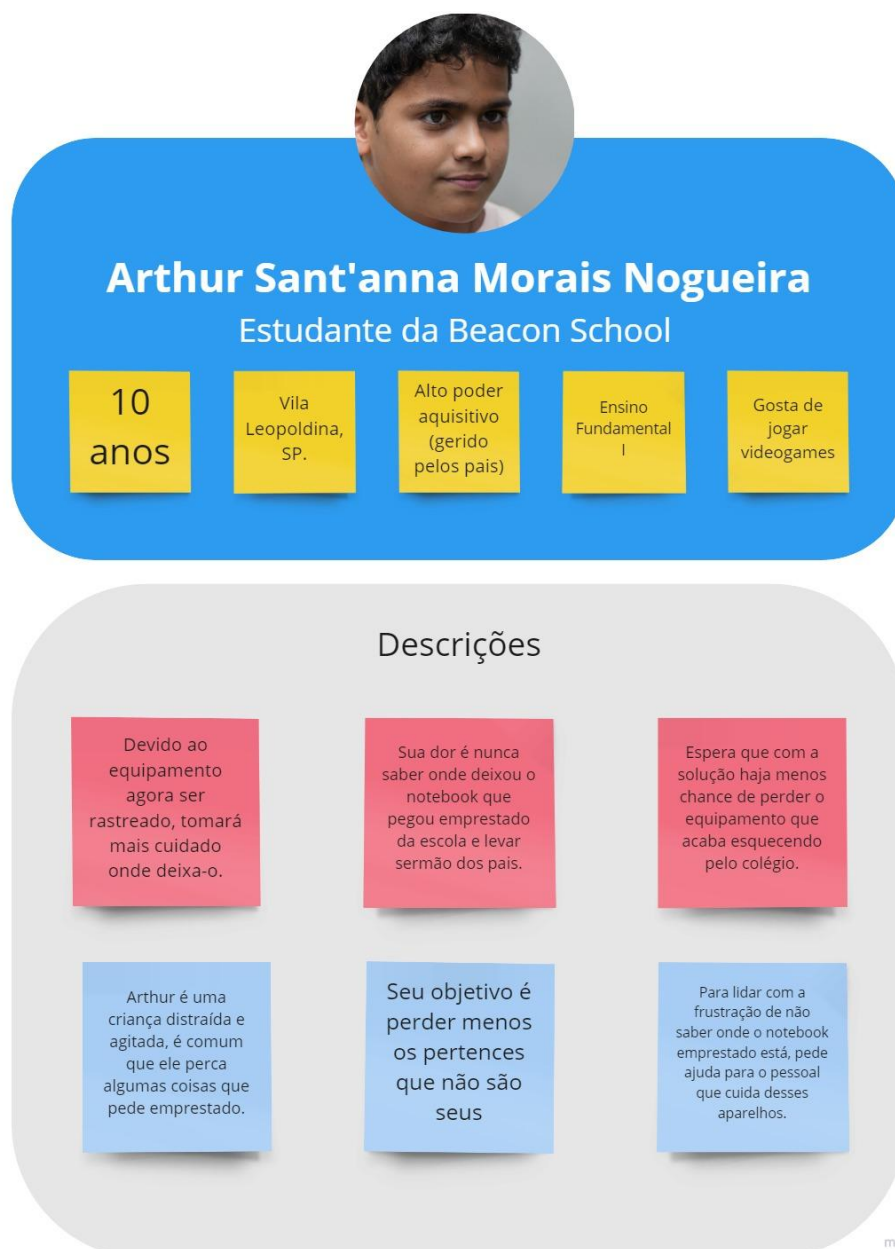 Arthur Sant'anna Morais Nogueira
Estudante da Beacon School
10
anos
Vila
Leopoldina,
SP.
Alto poder
aquisitivo
(gerido
pelos pais)
Ensino
Fundamental
I
Gosta de
jogar
videogames
Descrições
Devido ao
equipamento
agora ser
rastreado, tomará
mais cuidado
onde deixa-o.
Sua dor é nunca
saber onde deixou o
notebook que
pegou emprestado
da escola e levar
sermão dos pais.
Espera que com a
solução haja menos
chance de perder o
equipamento que
acaba esquecendo
pelo colégio.
Arthur é uma
criança distraída e
agitada, é comum
que ele perca
algumas coisas que
pede emprestado.
Seu objetivo é
perder menos
os pertences
que não são
seus
Para lidar com a
frustração de não
saber onde o notebook
emprestado está, pede
ajuda para o pessoal
que cuida desses
aparelhos.